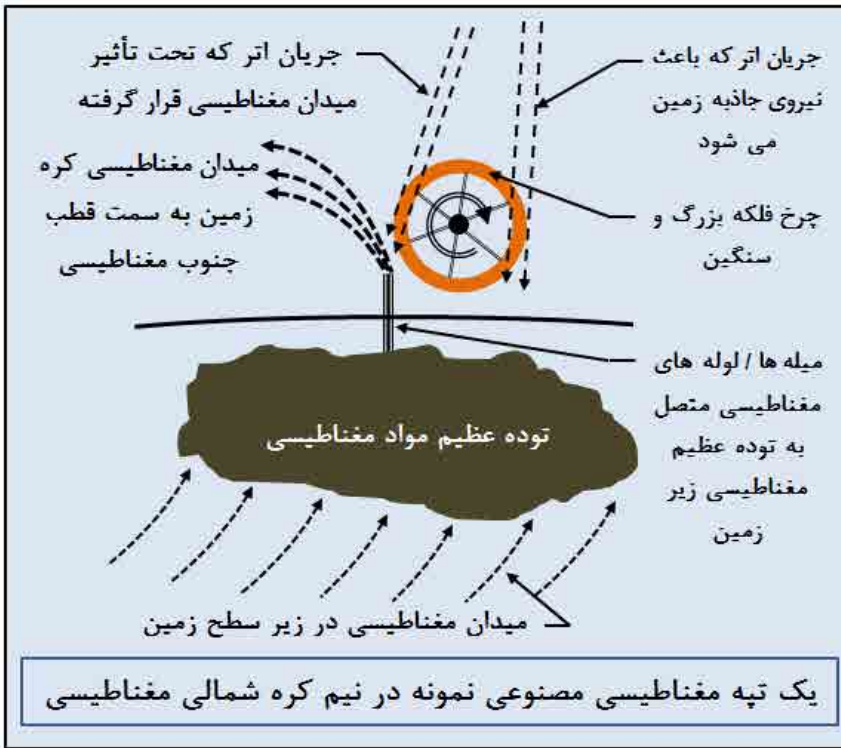 جریان اتر که تحت تأثیر
میدان مغناطیسی قرار گرفته
جریان اتر که باعث
نیروی جاذبه زمین
می شود
میدان مغناطیسی کره
زمین به سمت قطب
جنوب مغناطیسی
چرخ فلکه بزرگ و
سنگین
میله ها / لوله های
مغناطیسی متصل
به توده عظیم
مغناطیسی زیر
زمین
توده عظیم مواد مغناطیسی
میدان مغناطیسی در زیر سطح زمین
یک تپه مغناطیسی مصنوعی نمونه در نیم کره شمالی مغناطیسی